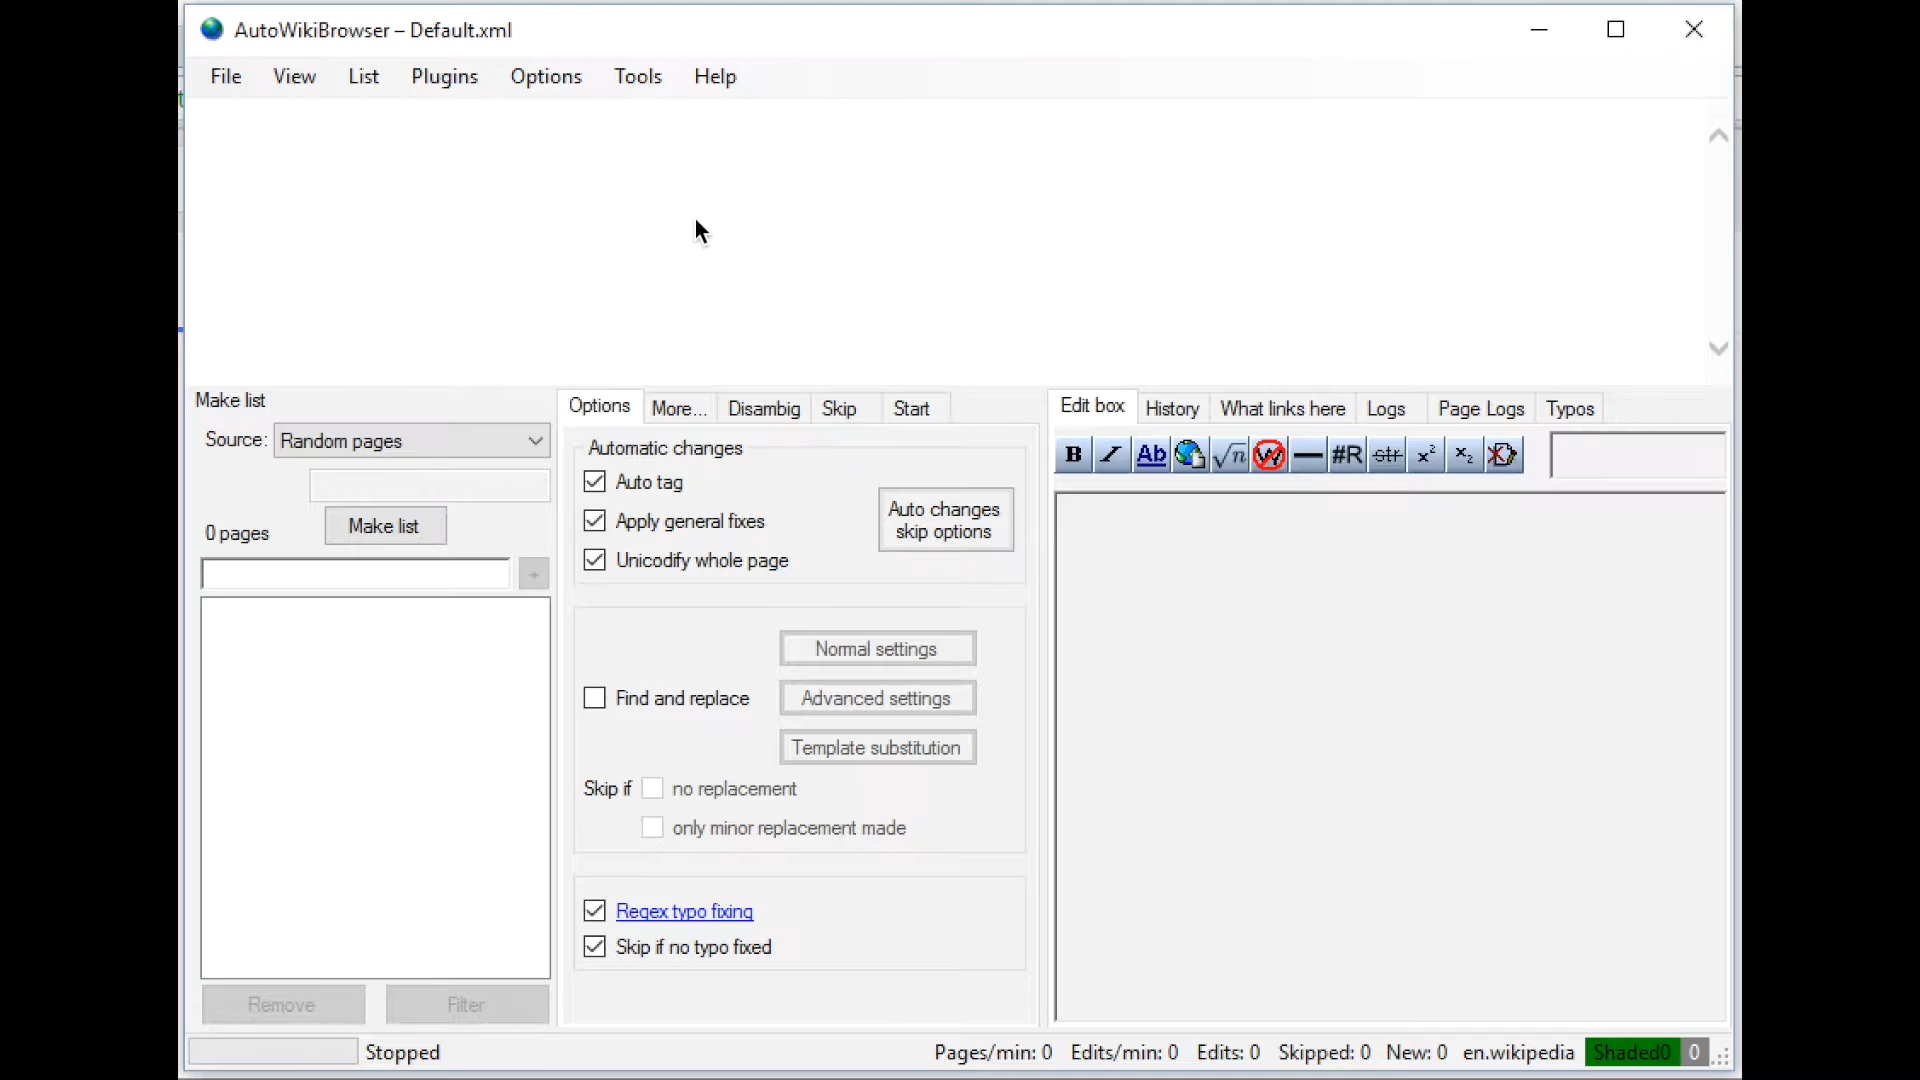 AutoWikiBrowser – Default.xml
File View List Plugins Options Tools Help
Make list
Source: Random pages
0 pages Make list
+
Remove Filter
Options More... Disambig Skip Start
Automatic changes
Auto tag
Apply general fixes
Unicodify whole page
Auto changes
skip options
Normal settings
Find and replace Advanced settings
Template substitution
Skip if no replacement
only minor replacement made
Regex typo fixing
Skip if no typo fixed
Edit box History What links here Logs Page Logs Typos
B I Ab √n W #R str x² x₂
Stopped Pages/min: 0 Edits/min: 0 Edits: 0 Skipped: 0 New: 0 en.wikipedia Shaded0 0